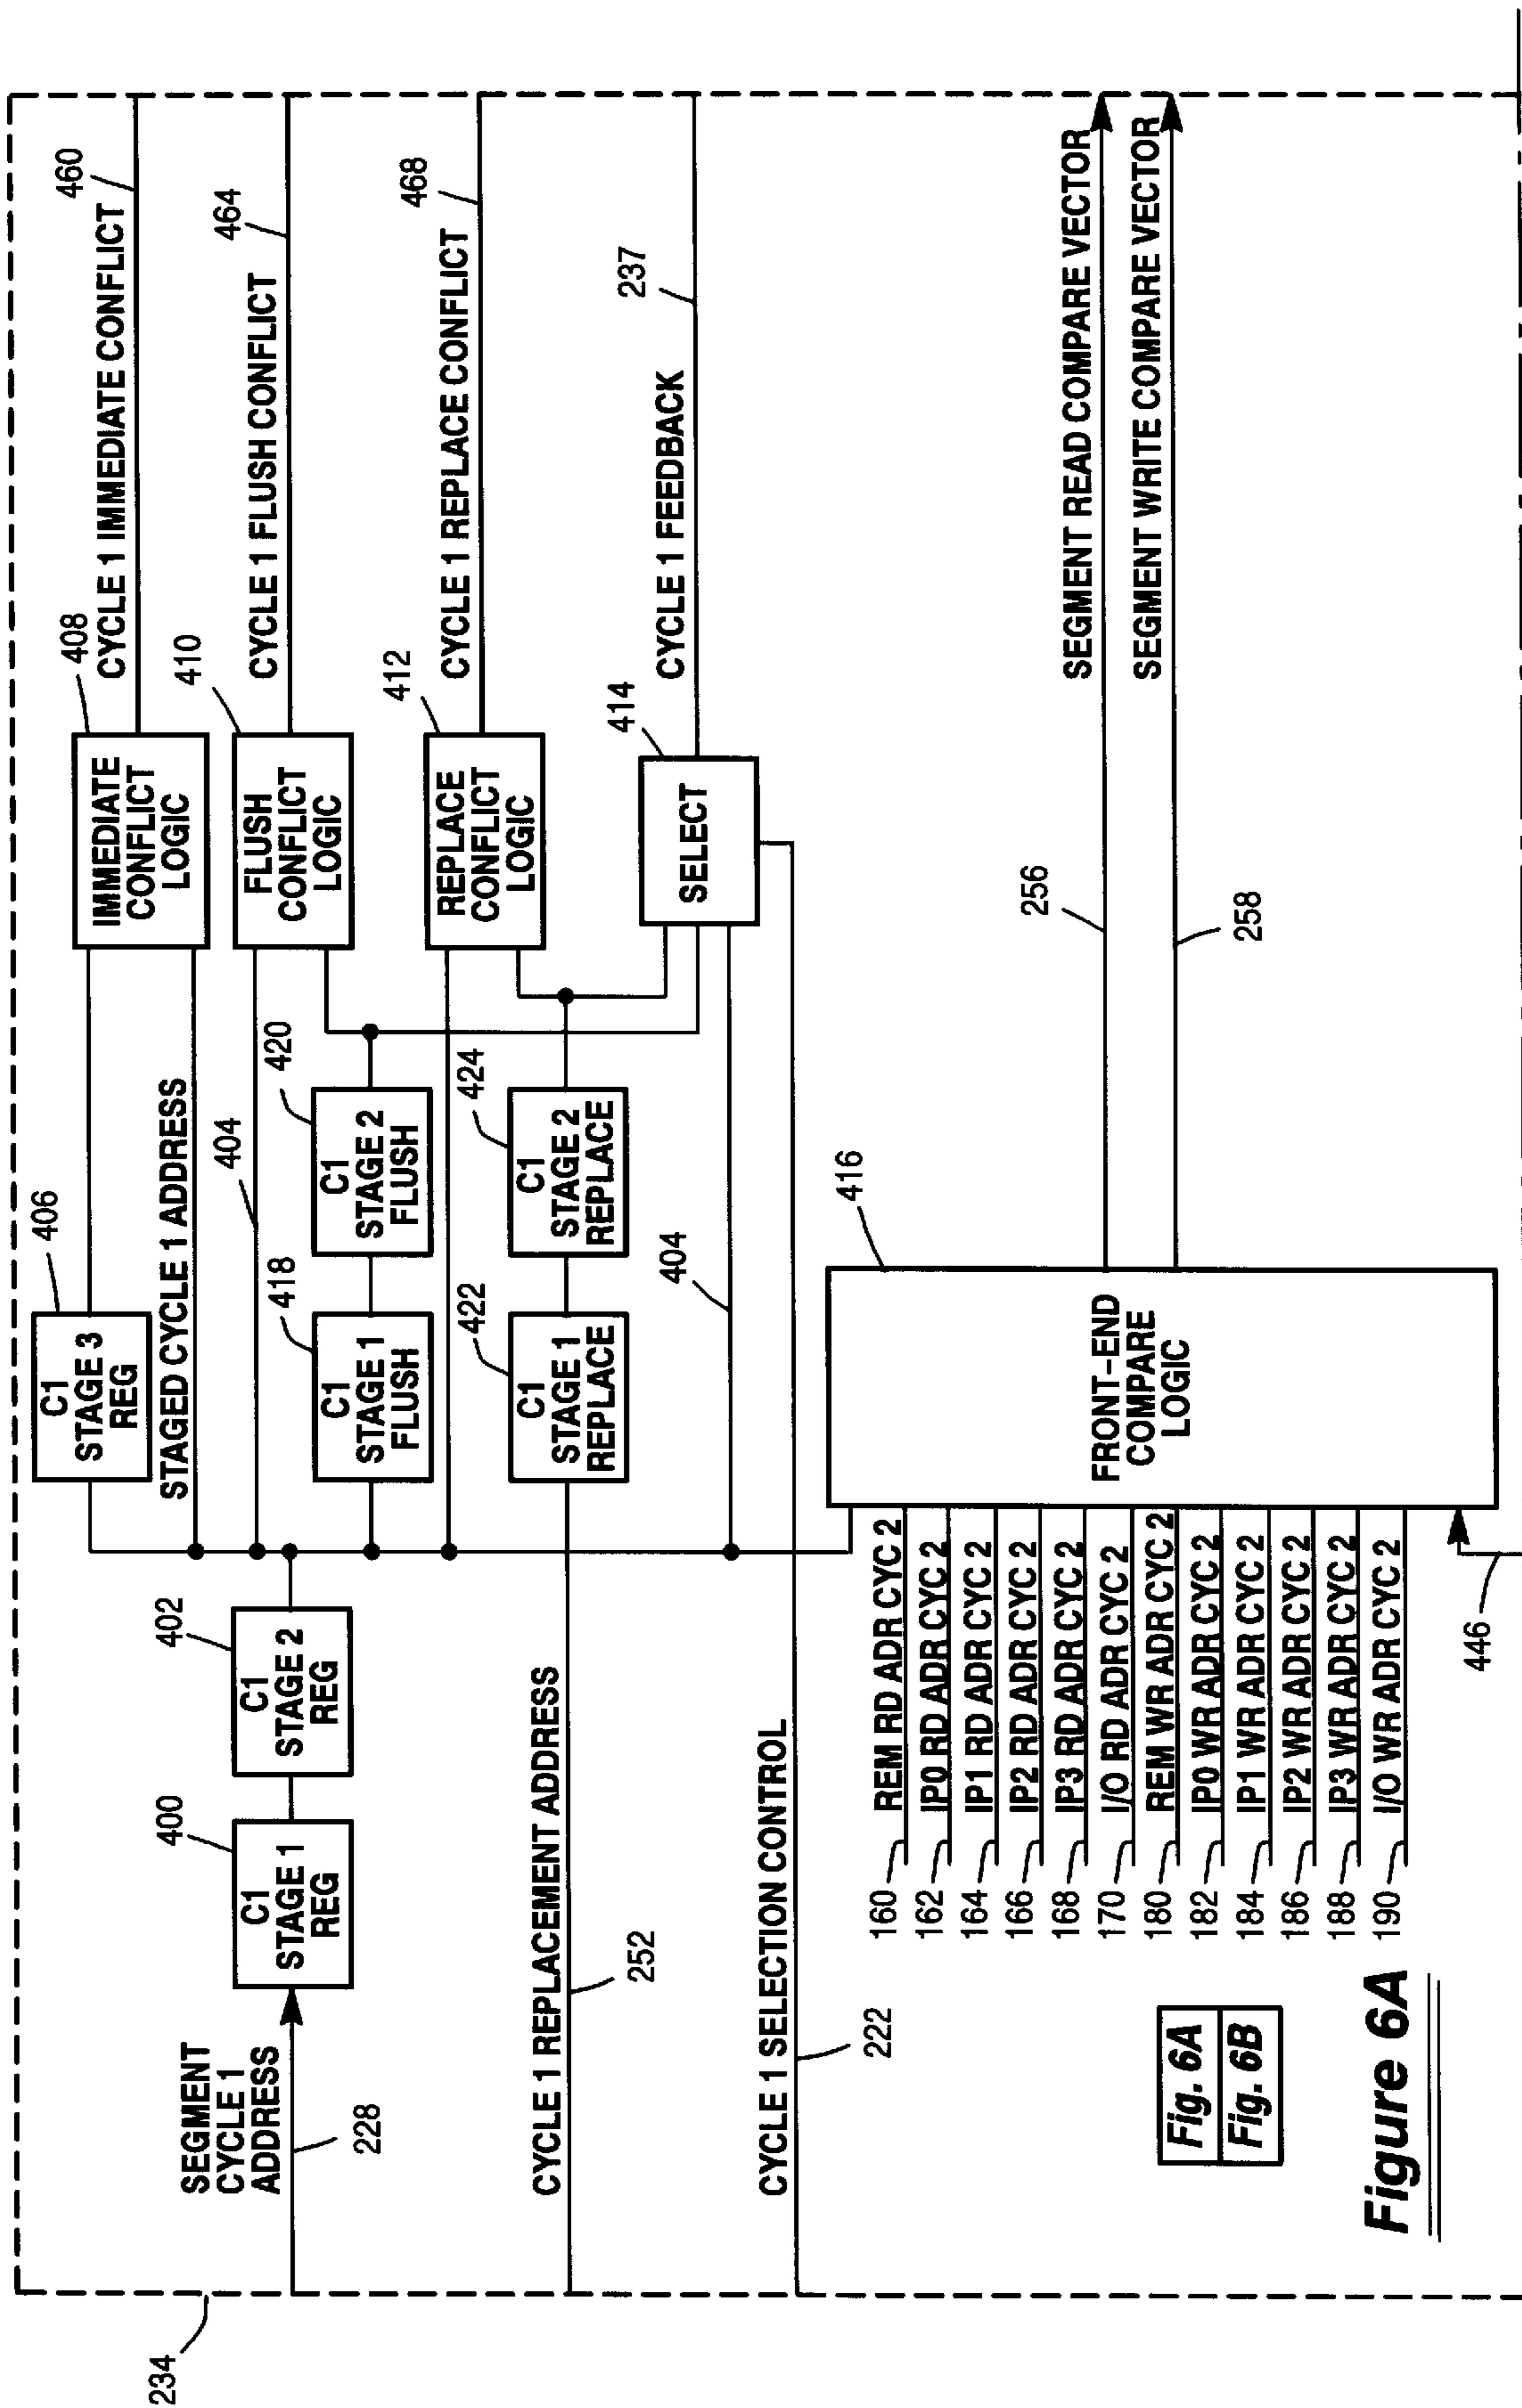 234
SEGMENT
CYCLE 1
ADDRESS
228
C1
STAGE 1
REG
400
C1
STAGE 2
REG
402
C1
STAGE 3
REG
406
STAGED CYCLE 1 ADDRESS
404
IMMEDIATE
CONFLICT
LOGIC
408
CYCLE 1 IMMEDIATE CONFLICT
460
FLUSH
CONFLICT
LOGIC
410
CYCLE 1 FLUSH CONFLICT
464
C1
STAGE 1
FLUSH
418
C1
STAGE 2
FLUSH
420
REPLACE
CONFLICT
LOGIC
412
CYCLE 1 REPLACE CONFLICT
468
CYCLE 1 REPLACEMENT ADDRESS
252
C1
STAGE 1
REPLACE
422
C1
STAGE 2
REPLACE
424
404
SELECT
414
CYCLE 1 FEEDBACK
237
CYCLE 1 SELECTION CONTROL
222
160
REM RD ADR CYC 2
162
IP0 RD ADR CYC 2
164
IP1 RD ADR CYC 2
166
IP2 RD ADR CYC 2
168
IP3 RD ADR CYC 2
170
I/O RD ADR CYC 2
180
REM WR ADR CYC 2
182
IP0 WR ADR CYC 2
184
IP1 WR ADR CYC 2
186
IP2 WR ADR CYC 2
188
IP3 WR ADR CYC 2
190
I/O WR ADR CYC 2
446
FRONT-END
COMPARE
LOGIC
416
256
SEGMENT READ COMPARE VECTOR
258
SEGMENT WRITE COMPARE VECTOR
Fig. 6A
Fig. 6B
Figure 6A